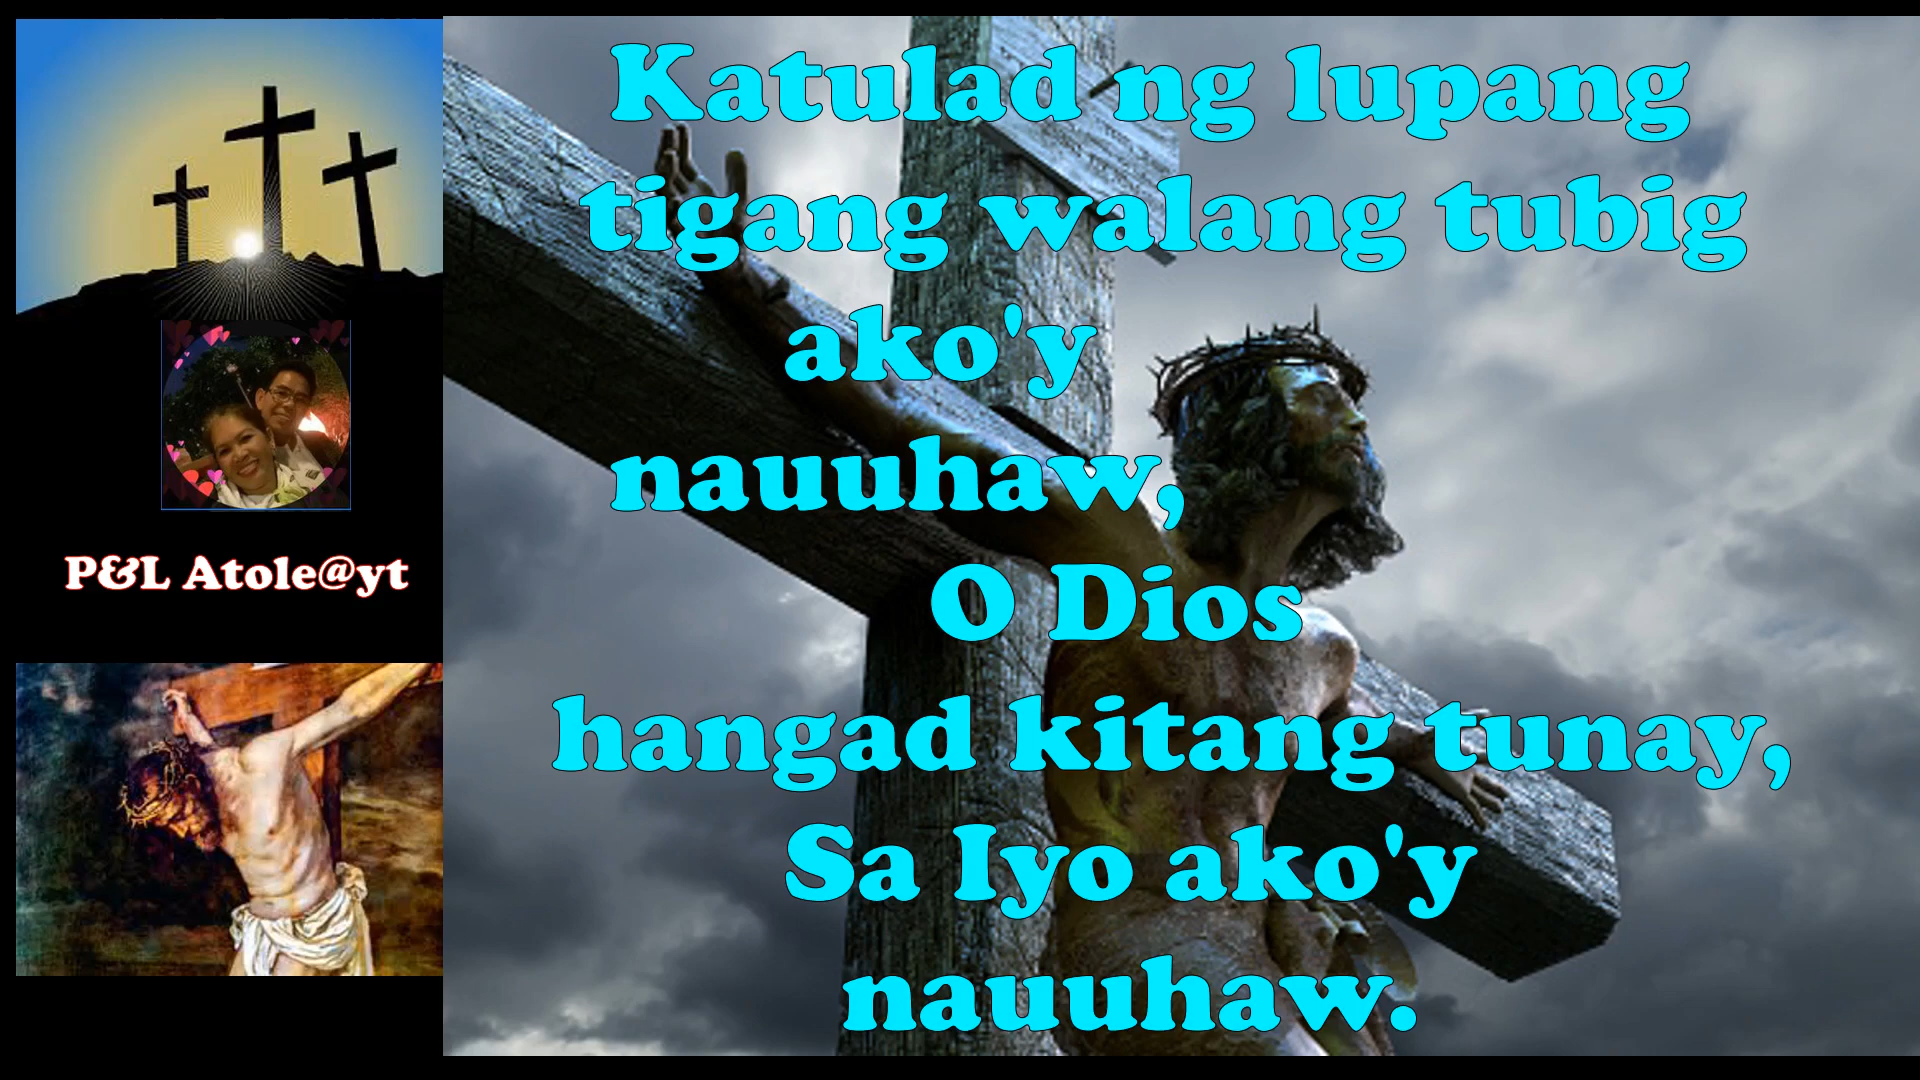 Katulad ng lupang
tigang walang tubig
ako'y
nauuhaw,
O Dios
hangad kitang tunay,
Sa Iyo ako'y
nauuhaw.
P&L Atole@yt